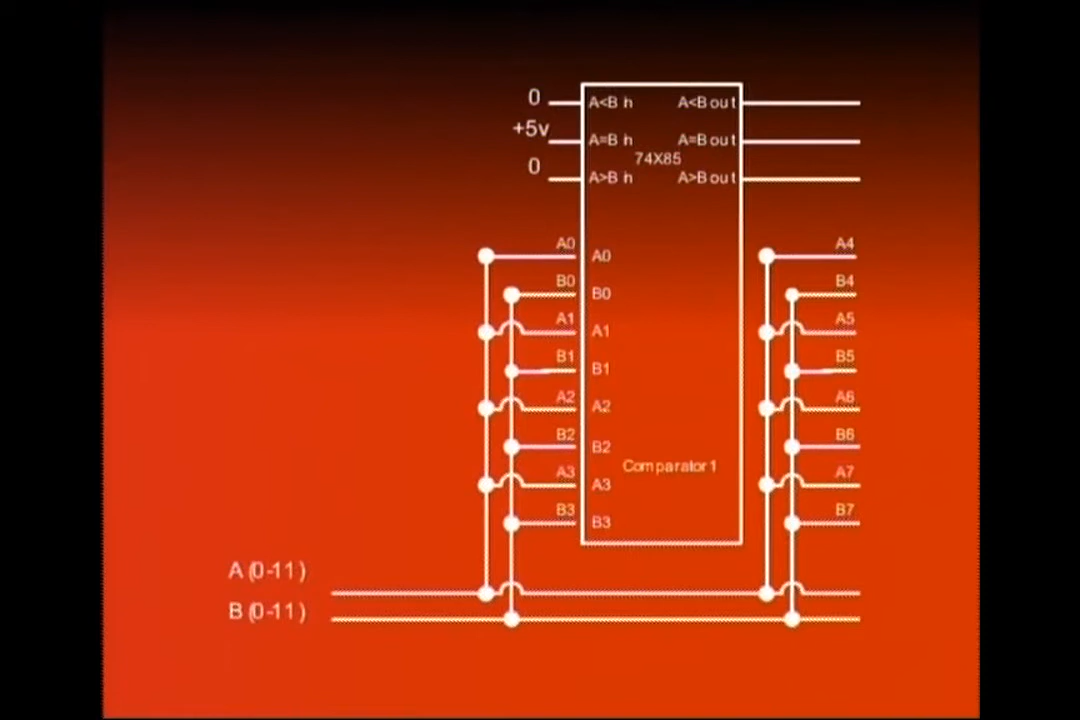 0 A<B in A<B out
+5v A=B in A=B out
74X85
0 A>B in A>B out
A0 A0 A4
B0 B0 B4
A1 A1 A5
B1 B1 B5
A2 A2 A6
B2 B2 B6
Comparator1
A3 A3 A7
B3 B3 B7
A (0-11)
B (0-11)